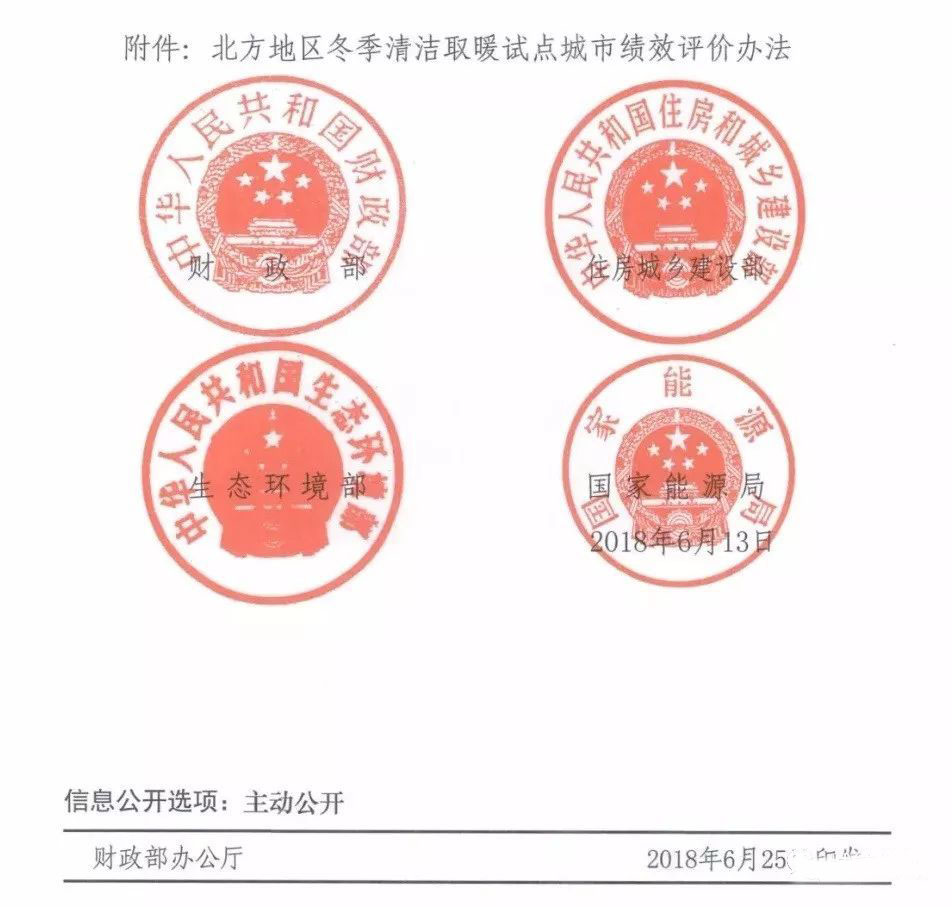 附件：北方地区冬季清洁取暖试点城市绩效评价办法
中华人民共和国财政部
财 政 部
中华人民共和国住房和城乡建设部
住房城乡建设部
中华人民共和国生态环境部
生态环境部
国家能源局
国家能源局
2018年6月13日
信息公开选项：主动公开
财政部办公厅
2018年6月25日印发